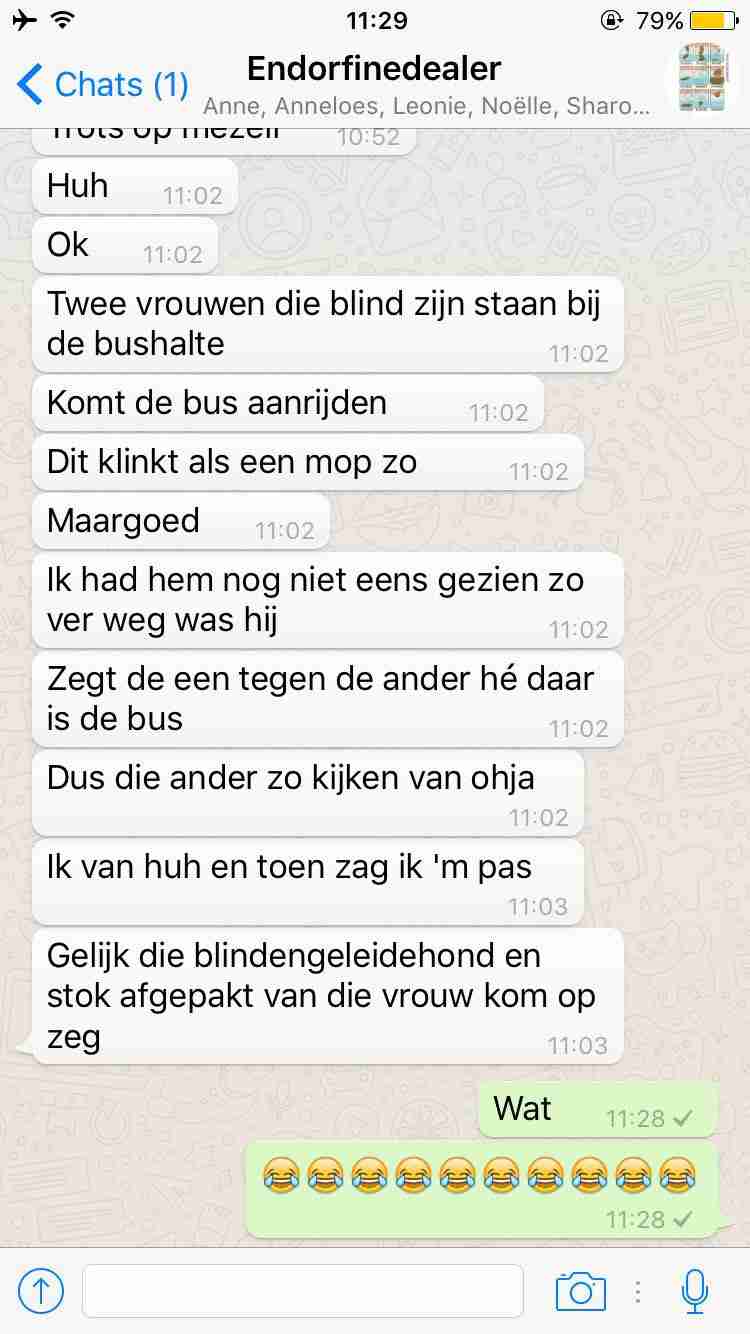 11:29
79%
Chats (1)
Endorfinedealer
Anne, Anneloes, Leonie, Noëlle, Sharo...
Trots op mezelf 10:52
Huh 11:02
Ok 11:02
Twee vrouwen die blind zijn staan bij
de bushalte 11:02
Komt de bus aanrijden 11:02
Dit klinkt als een mop zo 11:02
Maargoed 11:02
Ik had hem nog niet eens gezien zo
ver weg was hij 11:02
Zegt de een tegen de ander hé daar
is de bus 11:02
Dus die ander zo kijken van ohja
11:02
Ik van huh en toen zag ik 'm pas
11:03
Gelijk die blindengeleidehond en
stok afgepakt van die vrouw kom op
zeg 11:03
Wat 11:28
😂😂😂😂😂😂😂😂😂😂
11:28